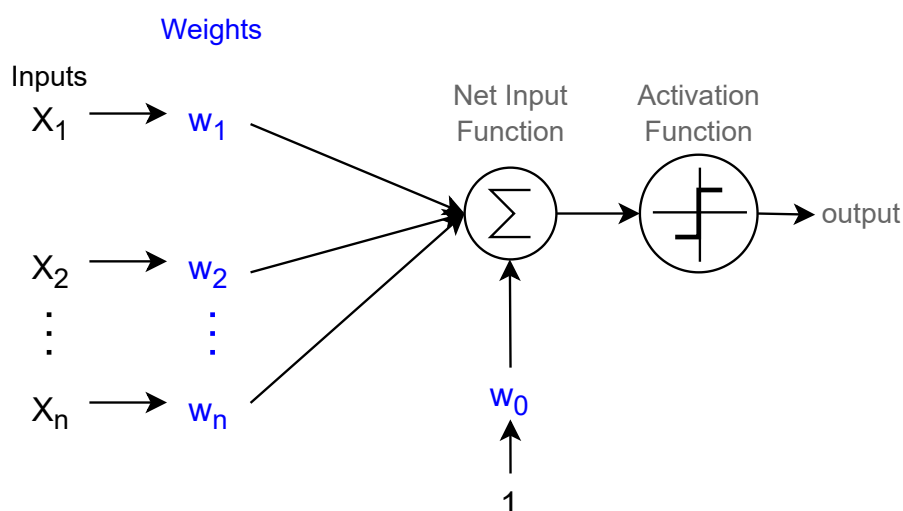 Weights
Inputs
X1
w1
Net Input
Function
Activation
Function
Σ
output
X2
w2
⋮
⋮
Xn
wn
w0
1